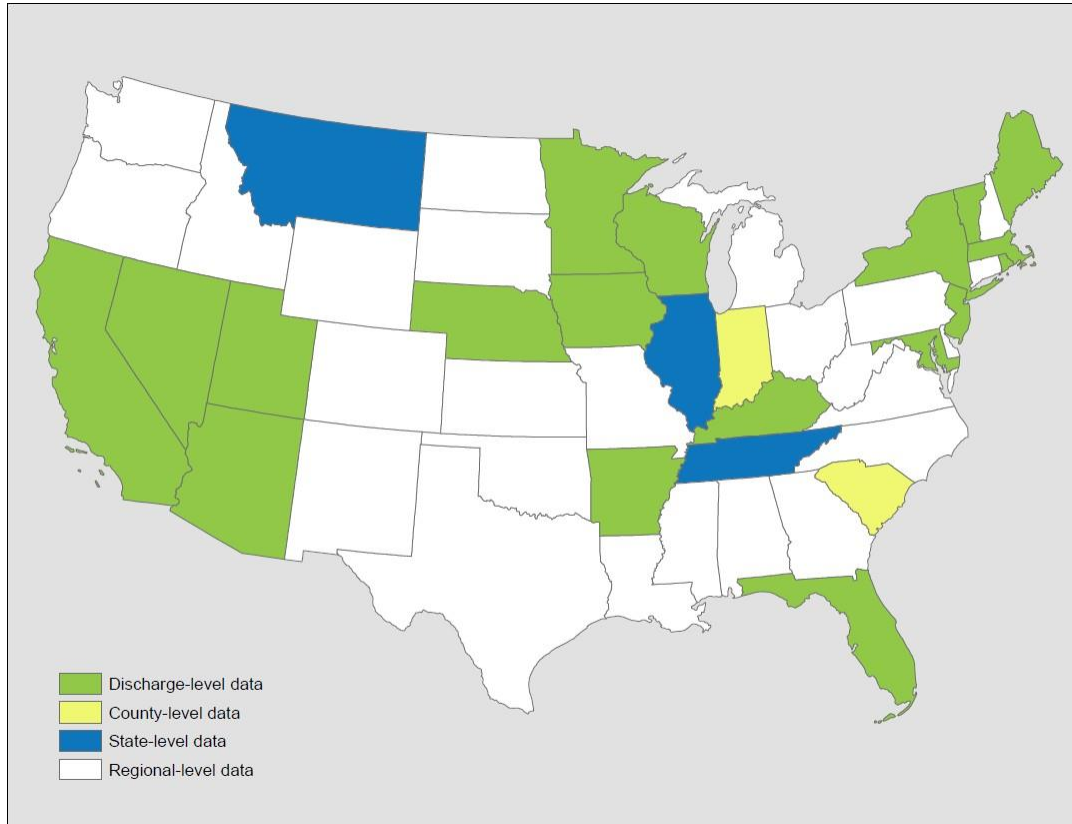 Discharge-level data
County-level data
State-level data
Regional-level data